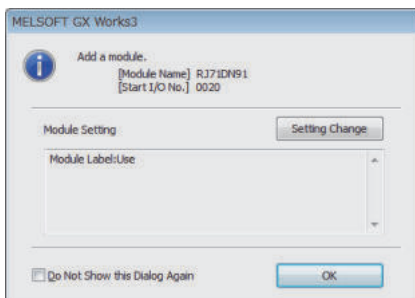 MELSOFT GX Works3
Add a module.
[Module Name] RJ71DN91
[Start I/O No.] 0020
Module Setting
Setting Change
Module Label:Use
Do Not Show this Dialog Again
OK